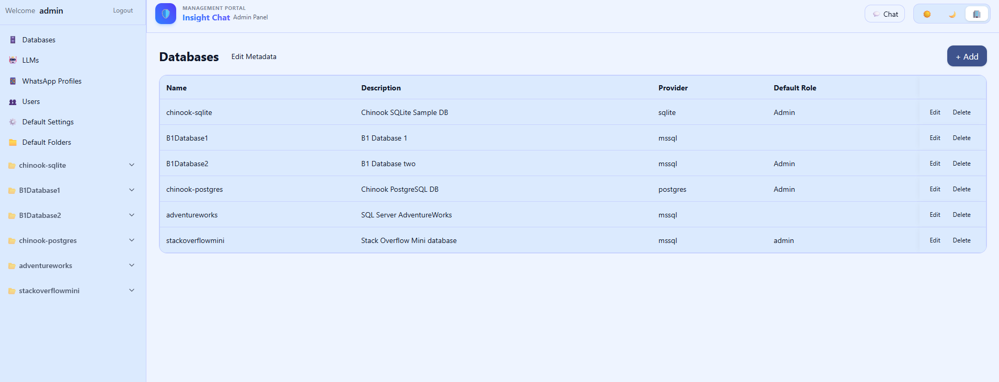 Welcome admin Logout
Databases
LLMs
WhatsApp Profiles
Users
Default Settings
Default Folders
chinook-sqlite
B1Database1
B1Database2
chinook-postgres
adventureworks
stackoverflowmini
MANAGEMENT PORTAL
Insight Chat Admin Panel
Chat
Databases Edit Metadata
+ Add
Name Description Provider Default Role
chinook-sqlite Chinook SQLite Sample DB sqlite Admin Edit Delete
B1Database1 B1 Database 1 mssql Edit Delete
B1Database2 B1 Database two mssql Admin Edit Delete
chinook-postgres Chinook PostgreSQL DB postgres Admin Edit Delete
adventureworks SQL Server AdventureWorks mssql Edit Delete
stackoverflowmini Stack Overflow Mini database mssql admin Edit Delete